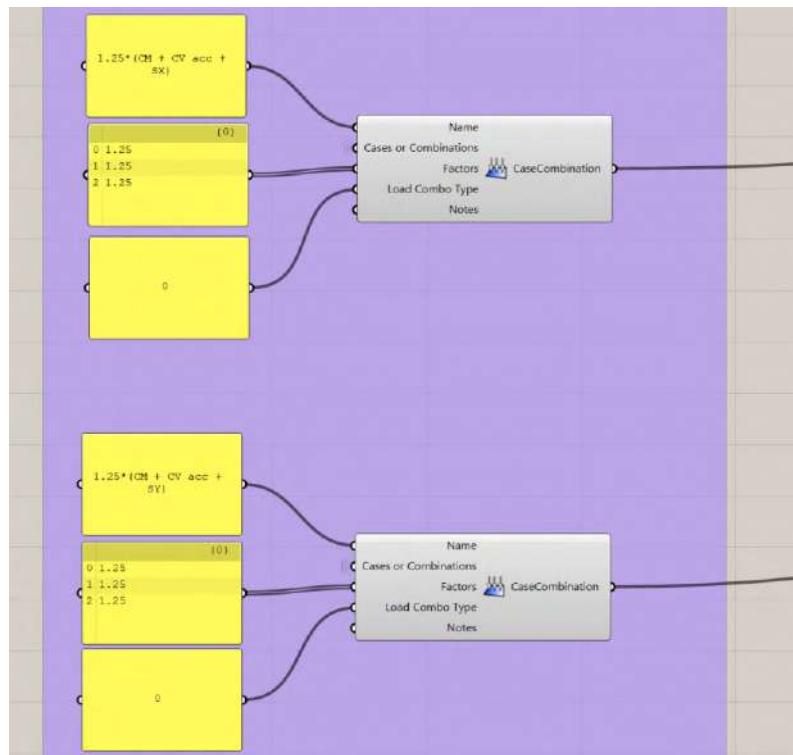 1.25*(CM + CV acc +
SX)
{0}
0 1.25
1 1.25
2 1.25
0
Name
Cases or Combinations
Factors
Load Combo Type
Notes
CaseCombination
1.25*(CM + CV acc +
SY)
{0}
0 1.25
1 1.25
2 1.25
0
Name
Cases or Combinations
Factors
Load Combo Type
Notes
CaseCombination